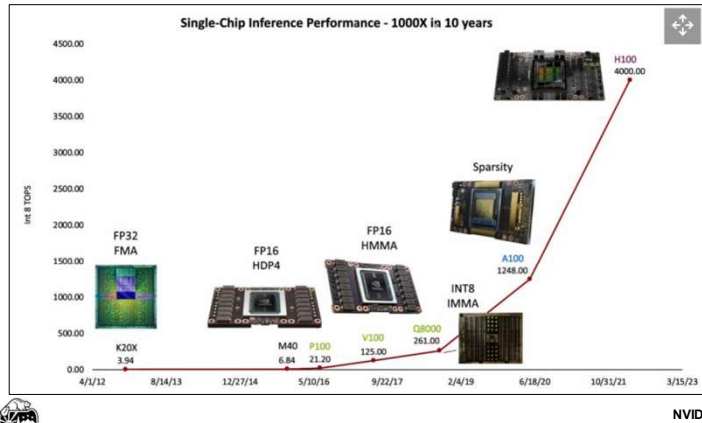 Single-Chip Inference Performance - 1000X in 10 years
4500.00
4000.00
3500.00
3000.00
2500.00
2000.00
1500.00
1000.00
500.00
0.00
Int 8 TOPS
FP32
FMA
K20X
3.94
FP16
HDP4
M40
6.84
P100
21.20
FP16
HMMA
V100
125.00
Q8000
261.00
INT8
IMMA
Sparsity
A100
1248.00
H100
4000.00
4/1/12
8/14/13
12/27/14
5/10/16
9/22/17
2/4/19
6/18/20
10/31/21
3/15/23
NVID